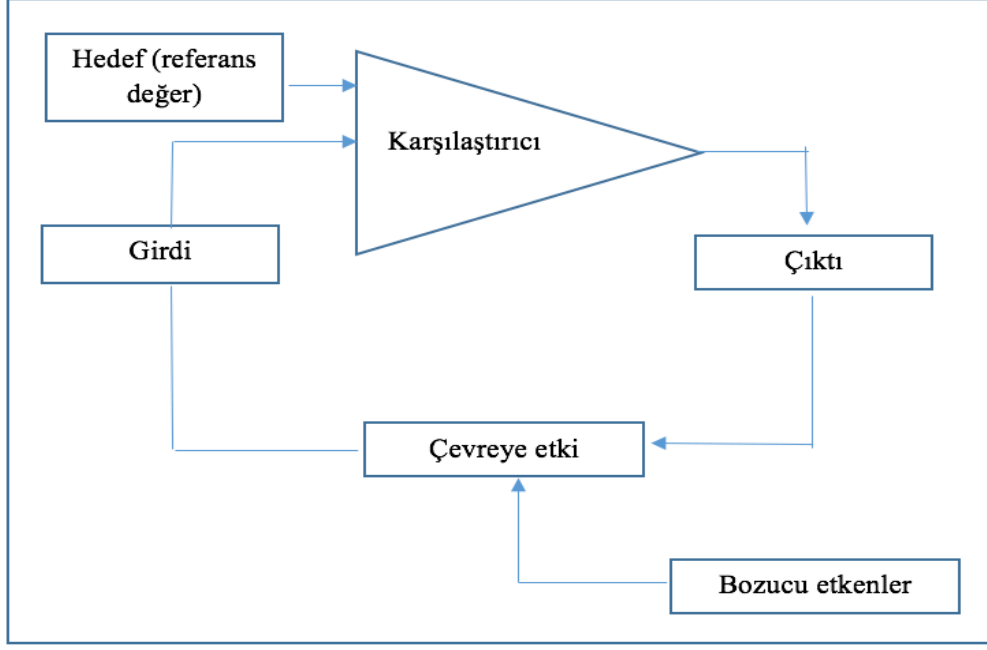 Hedef (referans
değer)
Karşılaştırıcı
Girdi
Çıktı
Çevreye etki
Bozucu etkenler